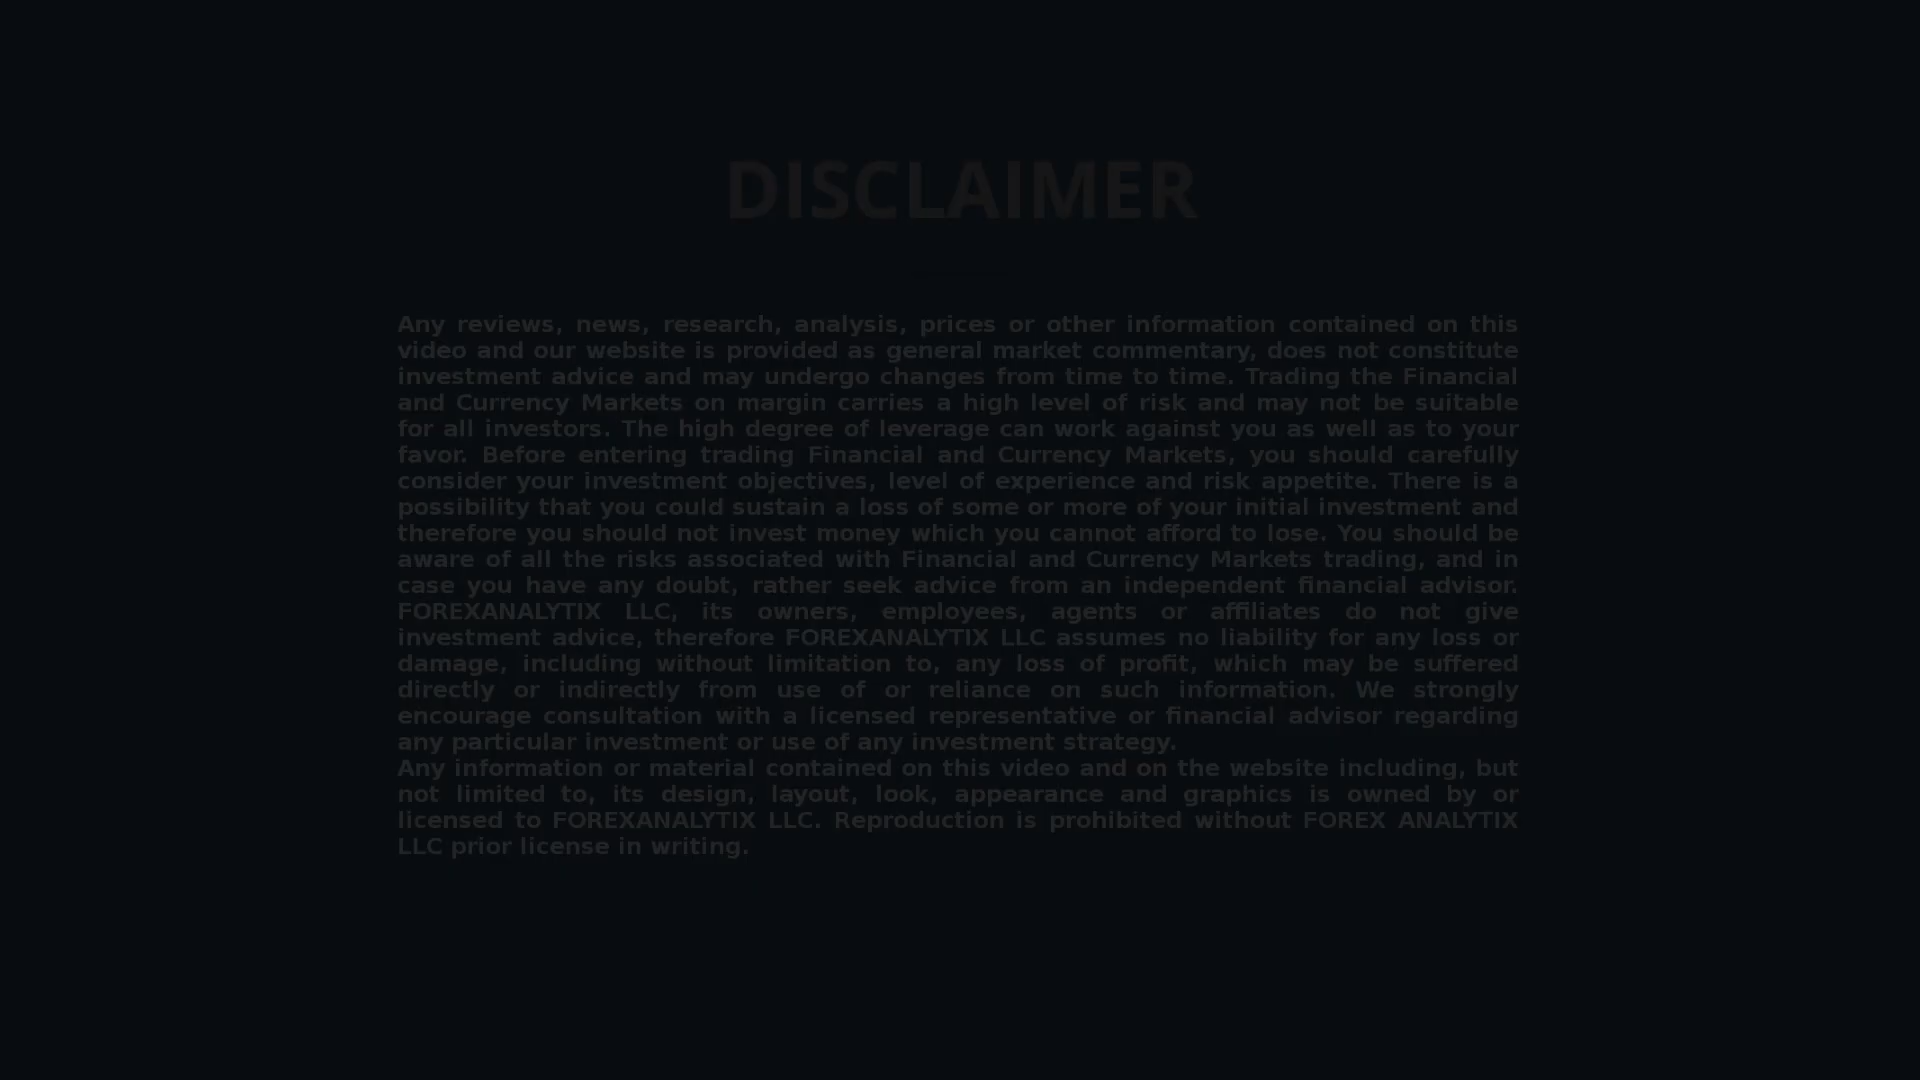 DISCLAIMER
Any reviews, news, research, analysis, prices or other information contained on this
video and our website is provided as general market commentary, does not constitute
investment advice and may undergo changes from time to time. Trading the Financial
and Currency Markets on margin carries a high level of risk and may not be suitable
for all investors. The high degree of leverage can work against you as well as to your
favor. Before entering trading Financial and Currency Markets, you should carefully
consider your investment objectives, level of experience and risk appetite. There is a
possibility that you could sustain a loss of some or more of your initial investment and
therefore you should not invest money which you cannot afford to lose. You should be
aware of all the risks associated with Financial and Currency Markets trading, and in
case you have any doubt, rather seek advice from an independent financial advisor.
FOREXANALYTIX LLC, its owners, employees, agents or affiliates do not give
investment advice, therefore FOREXANALYTIX LLC assumes no liability for any loss or
damage, including without limitation to, any loss of profit, which may be suffered
directly or indirectly from use of or reliance on such information. We strongly
encourage consultation with a licensed representative or financial advisor regarding
any particular investment or use of any investment strategy.
Any information or material contained on this video and on the website including, but
not limited to, its design, layout, look, appearance and graphics is owned by or
licensed to FOREXANALYTIX LLC. Reproduction is prohibited without FOREX ANALYTIX
LLC prior license in writing.